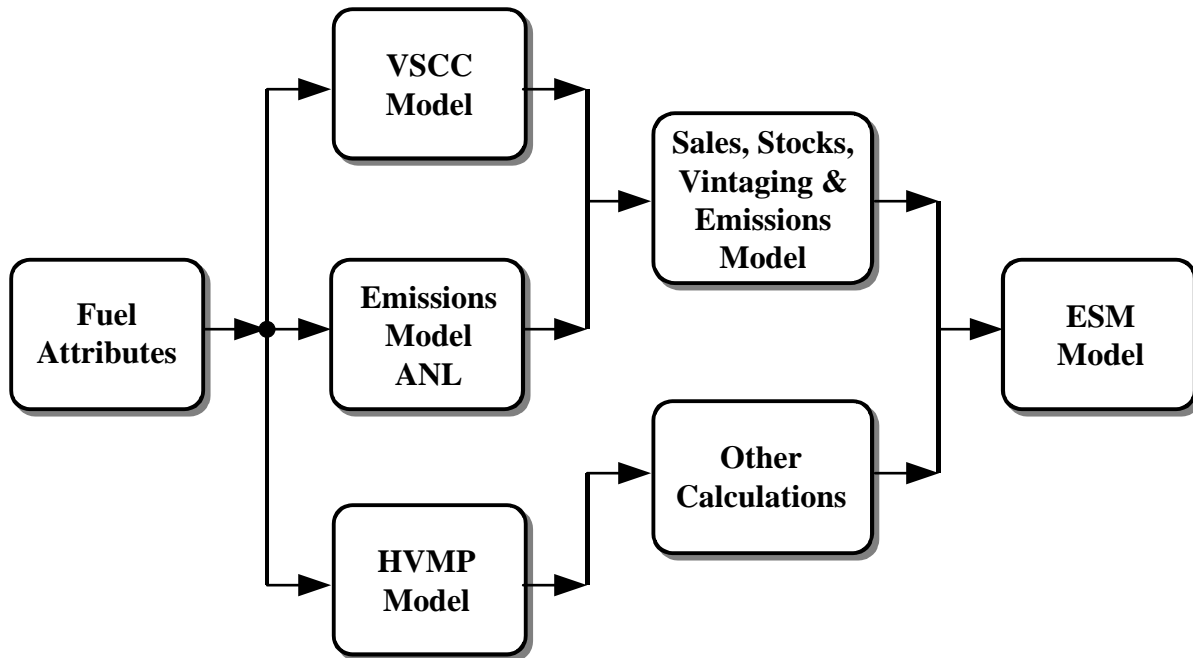 Fuel
Attributes
VSCC
Model
Emissions
Model
ANL
HVMP
Model
Sales, Stocks,
Vintaging &
Emissions
Model
Other
Calculations
ESM
Model